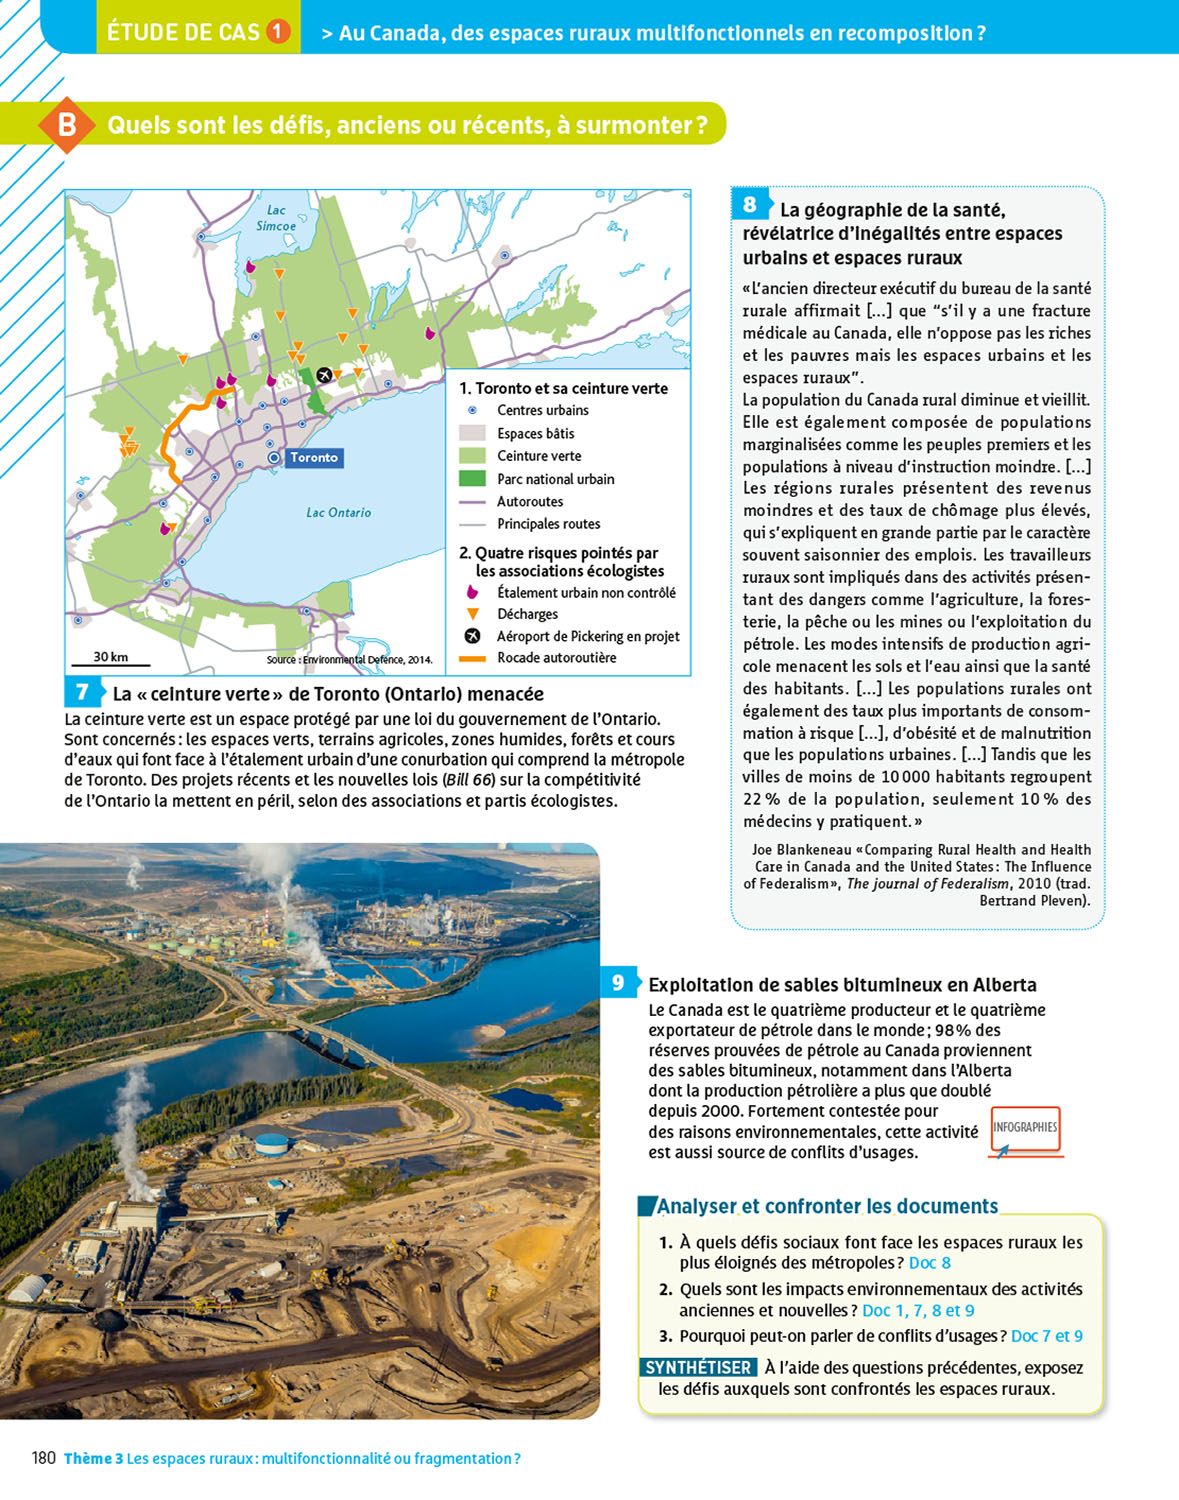 ÉTUDE DE CAS 1
> Au Canada, des espaces ruraux multifonctionnels en recomposition ?
B Quels sont les défis, anciens ou récents, à surmonter ?
Lac
Simcoe
Toronto
Lac Ontario
30 km
Source : Environmental Defence, 2014.
1. Toronto et sa ceinture verte
Centres urbains
Espaces bâtis
Ceinture verte
Parc national urbain
Autoroutes
Principales routes
2. Quatre risques pointés par
les associations écologistes
Étalement urbain non contrôlé
Décharges
Aéroport de Pickering en projet
Rocade autoroutière
7 La « ceinture verte » de Toronto (Ontario) menacée
La ceinture verte est un espace protégé par une loi du gouvernement de l'Ontario.
Sont concernés : les espaces verts, terrains agricoles, zones humides, forêts et cours
d'eaux qui font face à l'étalement urbain d'une conurbation qui comprend la métropole
de Toronto. Des projets récents et les nouvelles lois (Bill 66) sur la compétitivité
de l'Ontario la mettent en péril, selon des associations et partis écologistes.
8 La géographie de la santé,
révélatrice d'inégalités entre espaces
urbains et espaces ruraux
« L'ancien directeur exécutif du bureau de la santé
rurale affirmait [...] que “s'il y a une fracture
médicale au Canada, elle n'oppose pas les riches
et les pauvres mais les espaces urbains et les
espaces ruraux”.
La population du Canada rural diminue et vieillit.
Elle est également composée de populations
marginalisées comme les peuples premiers et les
populations à niveau d'instruction moindre. [...]
Les régions rurales présentent des revenus
moindres et des taux de chômage plus élevés,
qui s'expliquent en grande partie par le caractère
souvent saisonnier des emplois. Les travailleurs
ruraux sont impliqués dans des activités présen-
tant des dangers comme l'agriculture, la fores-
terie, la pêche ou les mines ou l'exploitation du
pétrole. Les modes intensifs de production agri-
cole menacent les sols et l'eau ainsi que la santé
des habitants. [...] Les populations rurales ont
également des taux plus importants de consom-
mation à risque [...], d'obésité et de malnutrition
que les populations urbaines. [...] Tandis que les
villes de moins de 10 000 habitants regroupent
22 % de la population, seulement 10 % des
médecins y pratiquent. »
Joe Blankeneau « Comparing Rural Health and Health
Care in Canada and the United States : The Influence
of Federalism », The journal of Federalism, 2010 (trad.
Bertrand Pleven).
9 Exploitation de sables bitumineux en Alberta
Le Canada est le quatrième producteur et le quatrième
exportateur de pétrole dans le monde ; 98 % des
réserves prouvées de pétrole au Canada proviennent
des sables bitumineux, notamment dans l'Alberta
dont la production pétrolière a plus que doublé
depuis 2000. Fortement contestée pour
des raisons environnementales, cette activité
est aussi source de conflits d'usages.
INFOGRAPHIES
Analyser et confronter les documents
1. À quels défis sociaux font face les espaces ruraux les
plus éloignés des métropoles ? Doc 8
2. Quels sont les impacts environnementaux des activités
anciennes et nouvelles ? Doc 1, 7, 8 et 9
3. Pourquoi peut-on parler de conflits d'usages ? Doc 7 et 9
SYNTHÉTISER À l'aide des questions précédentes, exposez
les défis auxquels sont confrontés les espaces ruraux.
180 Thème 3 Les espaces ruraux : multifonctionnalité ou fragmentation ?